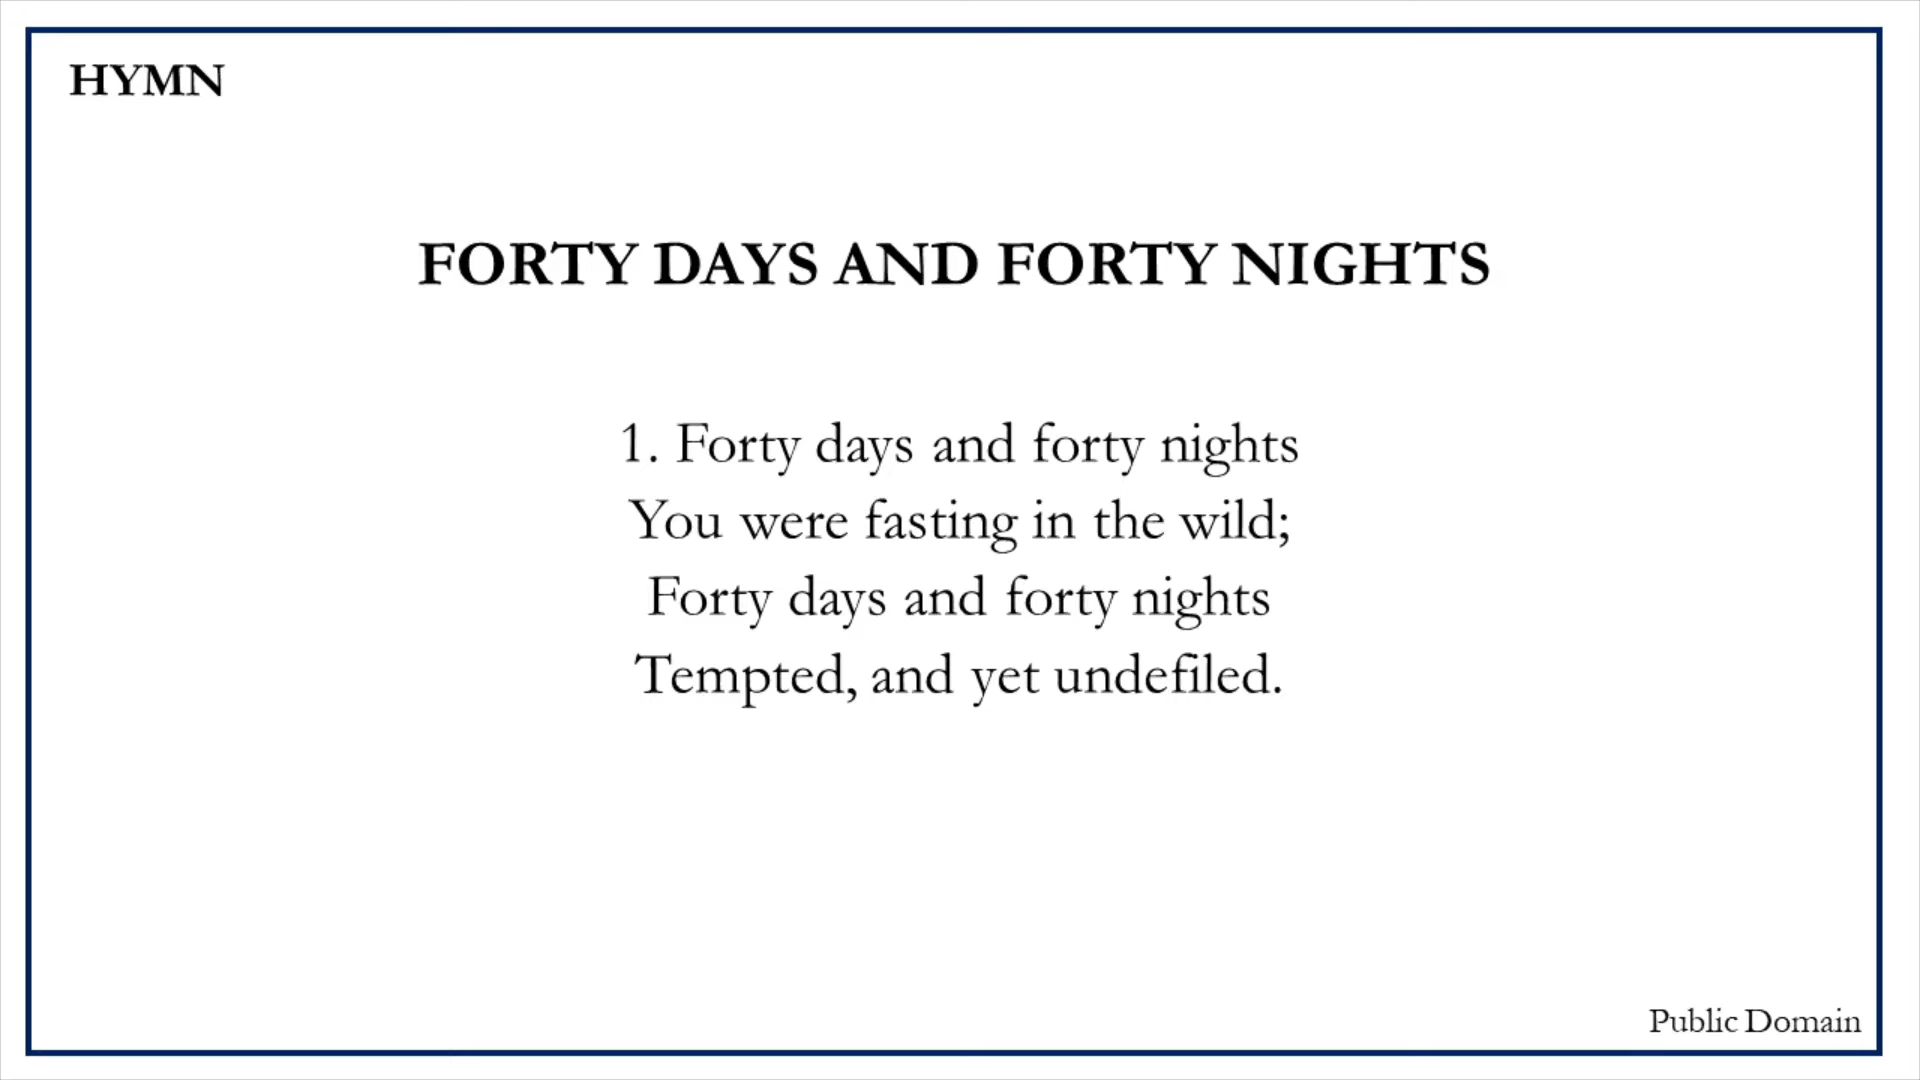 HYMN
FORTY DAYS AND FORTY NIGHTS
1. Forty days and forty nights
You were fasting in the wild;
Forty days and forty nights
Tempted, and yet undefiled.
Public Domain